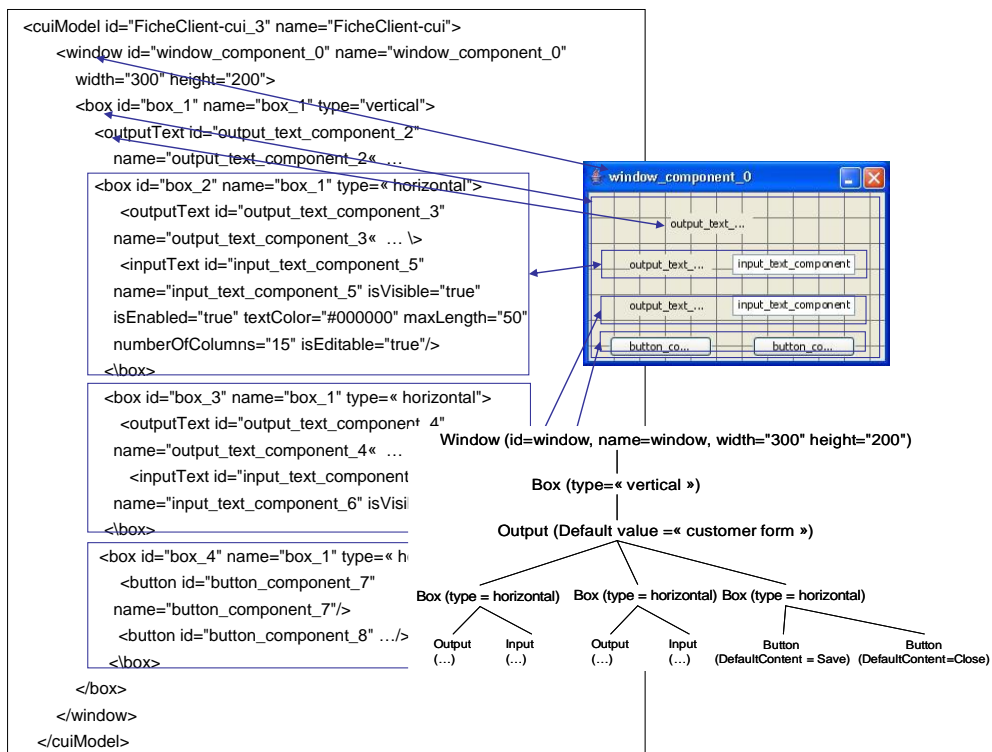 <cuiModel id="FicheClient-cui_3" name="FicheClient-cui">
<window id="window_component_0" name="window_component_0"
width="300" height="200">
<box id="box_1" name="box_1" type="vertical">
<outputText id="output_text_component_2"
name="output_text_component_2« …
<box id="box_2" name="box_1" type=« horizontal">
<outputText id="output_text_component_3"
name="output_text_component_3« … \>
<inputText id="input_text_component_5"
name="input_text_component_5" isVisible="true"
isEnabled="true" textColor="#000000" maxLength="50"
numberOfColumns="15" isEditable="true"/>
<\box>
<box id="box_3" name="box_1" type=« horizontal">
<outputText id="output_text_component_4"
name="output_text_component_4« …
<inputText id="input_text_component
name="input_text_component_6" isVisi
<\box>
<box id="box_4" name="box_1" type=« h
<button id="button_component_7"
name="button_component_7"/>
<button id="button_component_8" …/>
<\box>
</box>
</window>
</cuiModel>
window_component_0
output_text_...
output_text_... input_text_component
output_text_... input_text_component
button_co... button_co...
Window (id=window, name=window, width="300" height="200")
Box (type=« vertical »)
Output (Default value =« customer form »)
Box (type = horizontal) Box (type = horizontal) Box (type = horizontal)
Output Input Output Input Button Button
(…) (…) (…) (…) (DefaultContent = Save) (DefaultContent=Close)